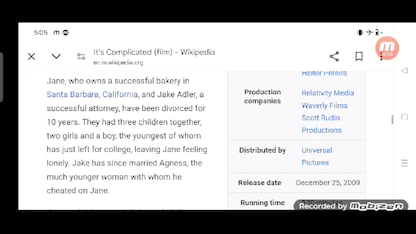 5:05
It's Complicated (film) - Wikipedia
en.m.wikipedia.org
Jane, who owns a successful bakery in
Santa Barbara, California, and Jake Adler, a
successful attorney, have been divorced for
10 years. They had three children together,
two girls and a boy, the youngest of whom
has just left for college, leaving Jane feeling
lonely. Jake has since married Agness, the
much younger woman with whom he
cheated on Jane.
Heitor Pereira
Production
companies
Relativity Media
Waverly Films
Scott Rudin
Productions
Distributed by
Universal
Pictures
Release date
December 25, 2009
Running time
Recorded by
mobizen